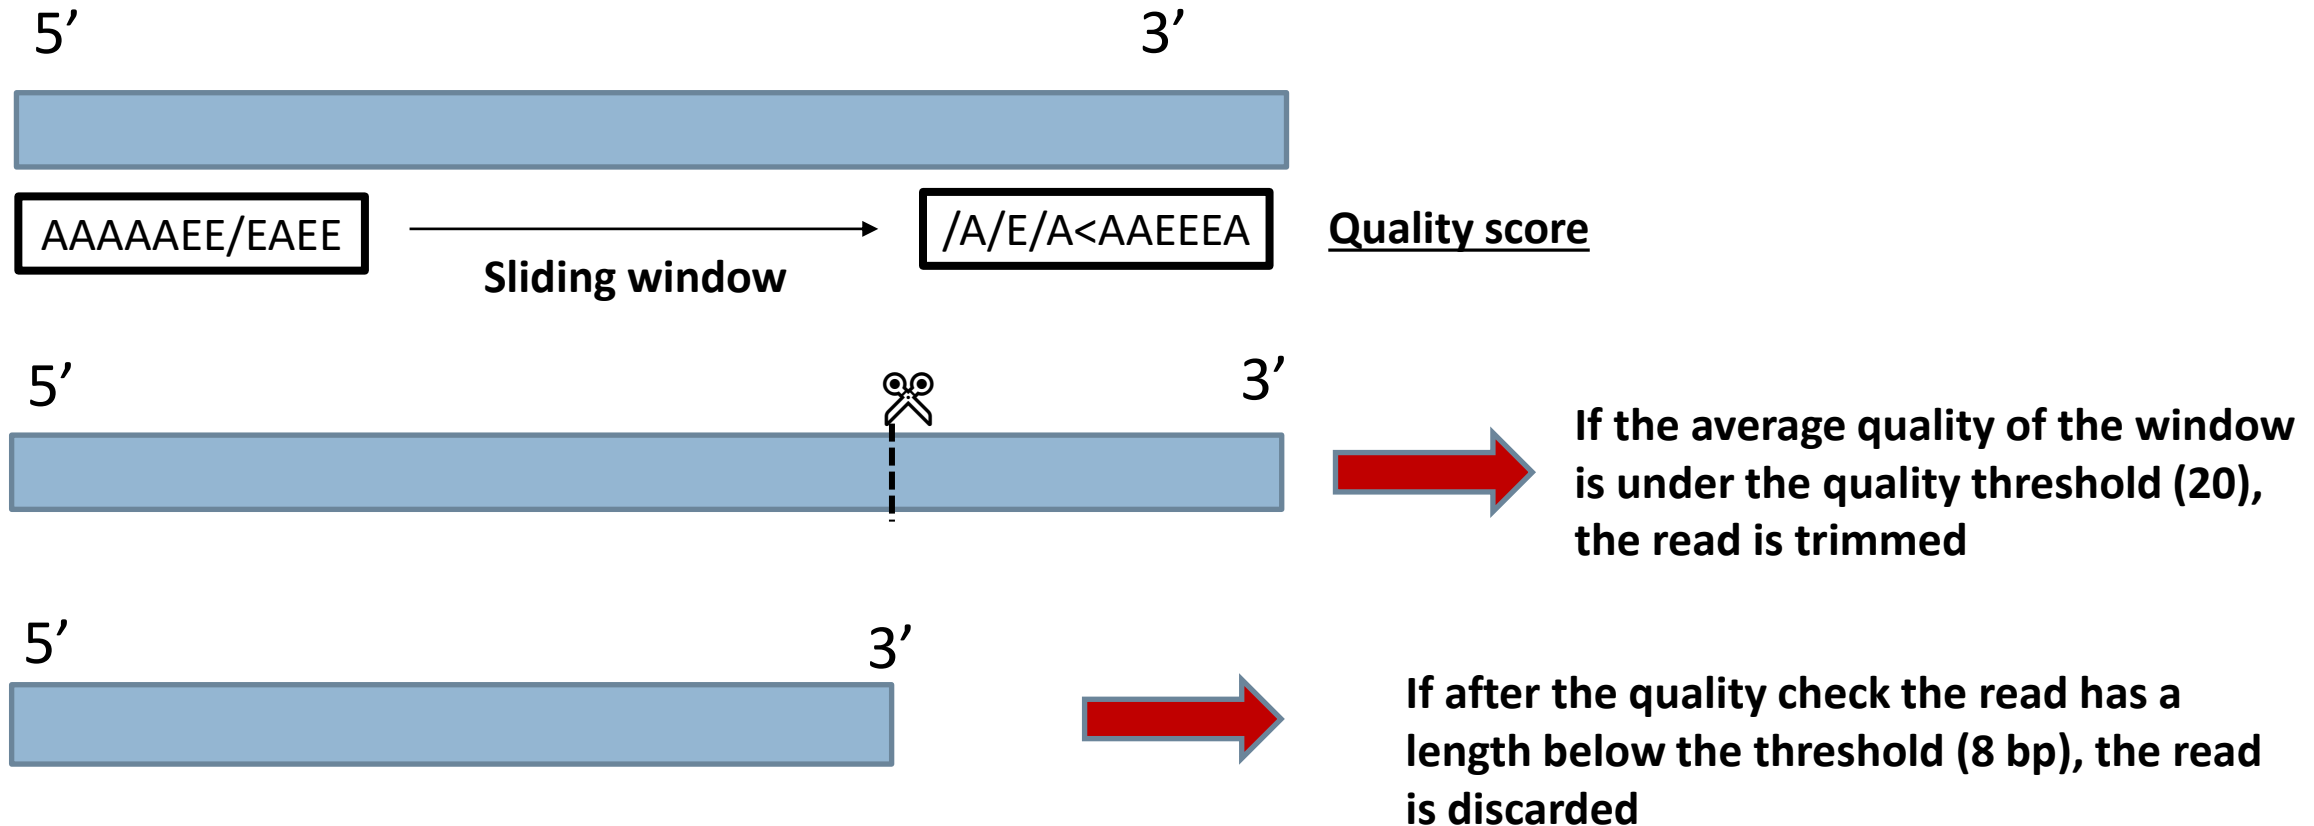 5’
3’
AAAAAEE/EAEE
/A/E/A<AAEEEA
Quality score
Sliding window
5’
3’
If the average quality of the window
is under the quality threshold (20),
the read is trimmed
5’
3’
If after the quality check the read has a
length below the threshold (8 bp), the read
is discarded